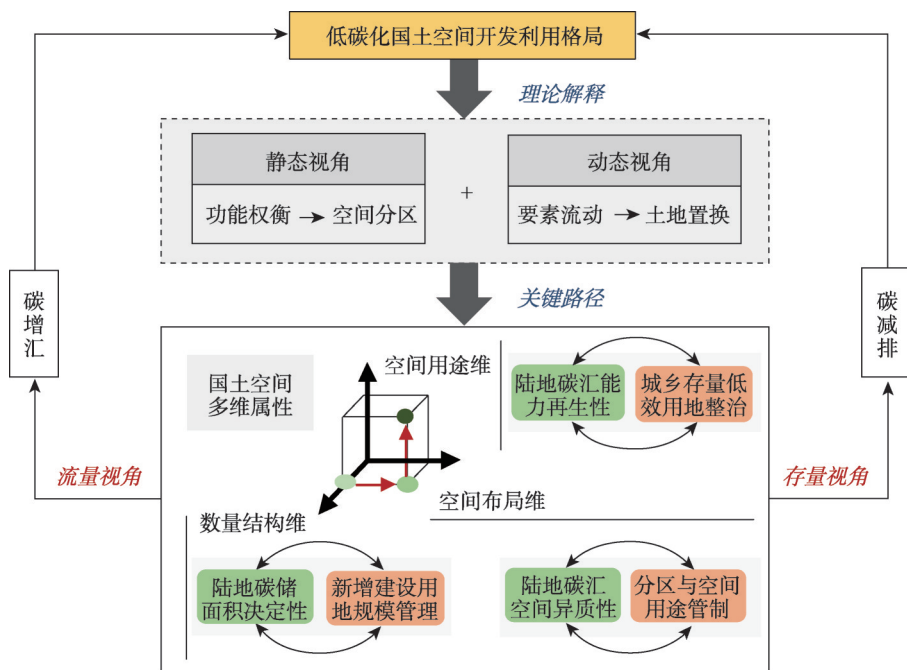 低碳化国土空间开发利用格局
理论解释
静态视角
动态视角
功能权衡
空间分区
+
要素流动
土地置换
关键路径
碳增汇
碳减排
国土空间
多维属性
空间用途维
陆地碳汇能
力再生性
城乡存量低
效用地整治
流量视角
存量视角
空间布局维
数量结构维
陆地碳储
面积决定性
新增建设用
地规模管理
陆地碳汇
空间异质性
分区与空间
用途管制